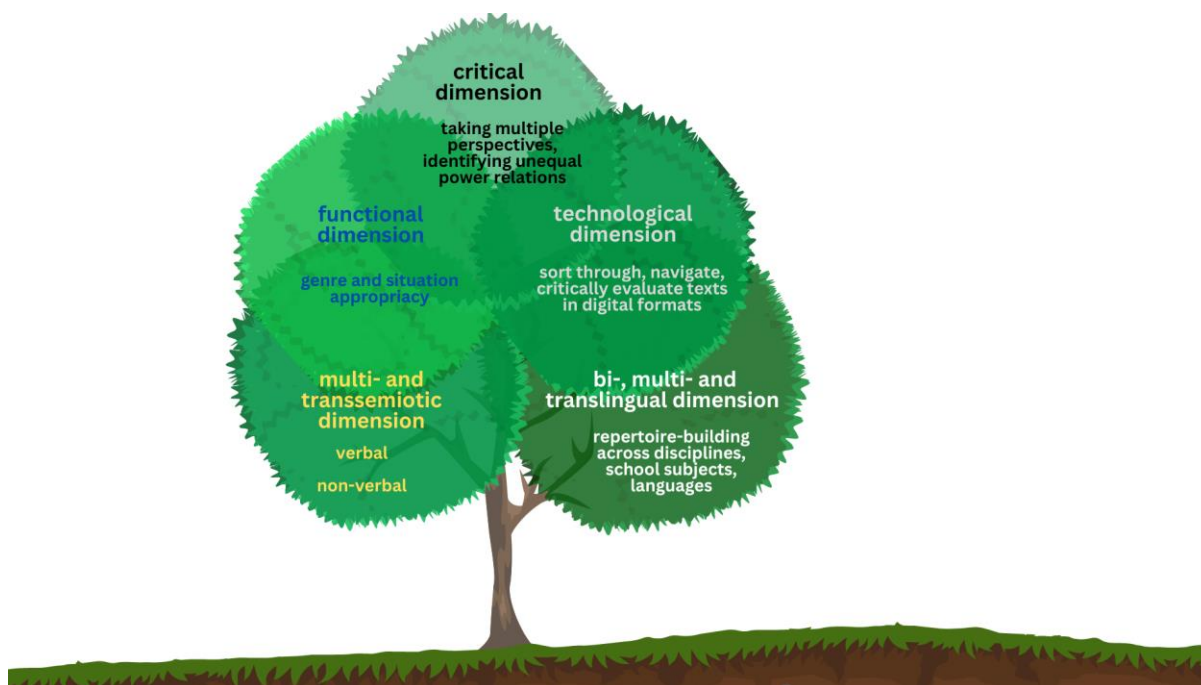 critical
dimension
taking multiple
perspectives,
identifying unequal
power relations
functional
dimension
genre and situation
appropriacy
technological
dimension
sort through, navigate,
critically evaluate texts
in digital formats
multi- and
transsemiotic
dimension
verbal
non-verbal
bi-, multi- and
translingual dimension
repertoire-building
across disciplines,
school subjects,
languages